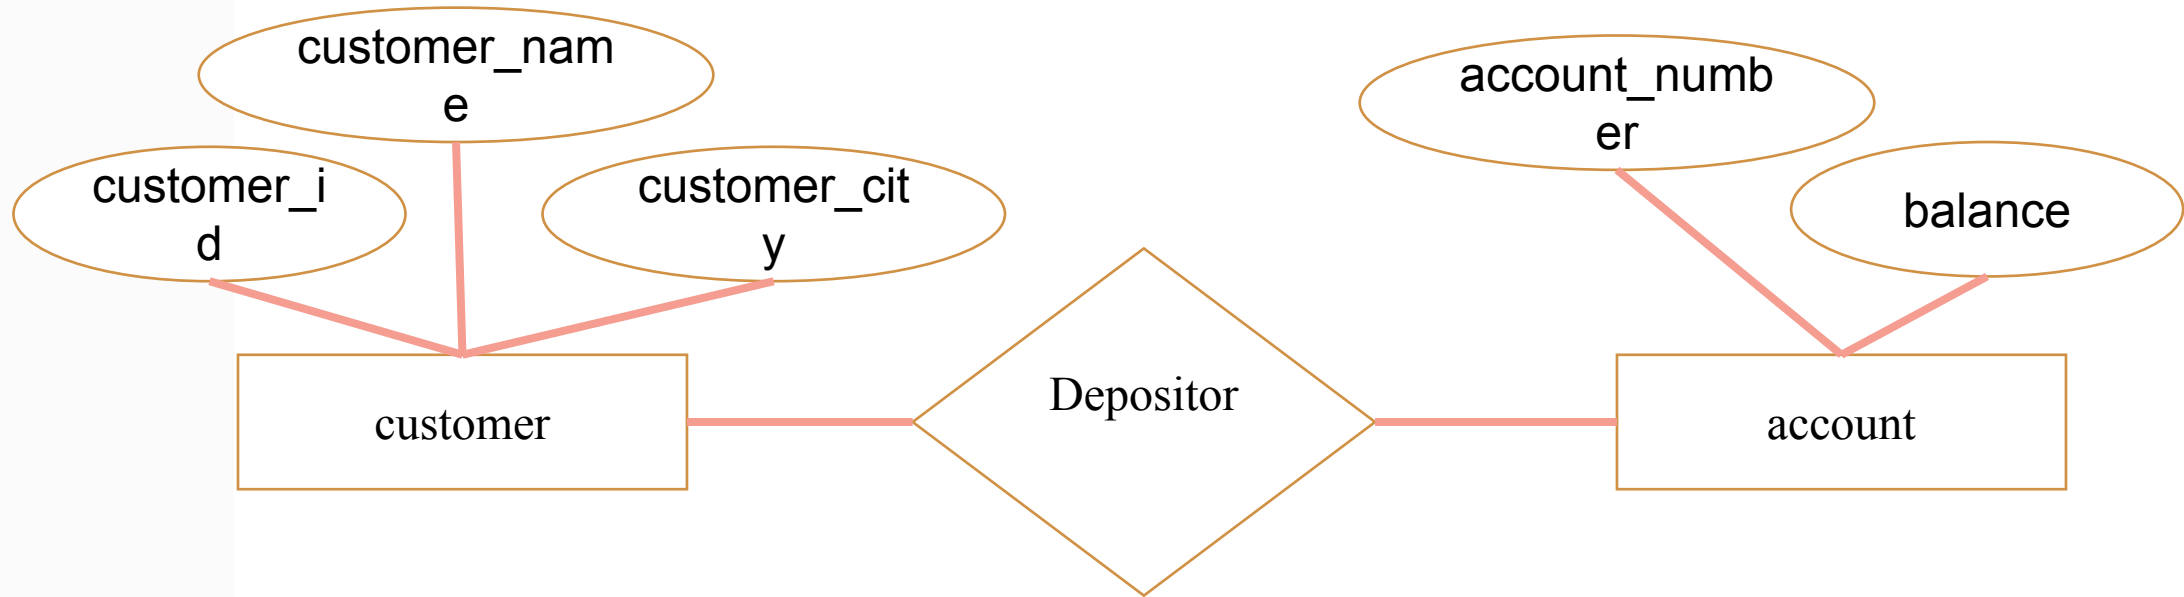 customer_nam
e
account_numb
er
customer_i
d
customer_cit
y
balance
Depositor
customer
account